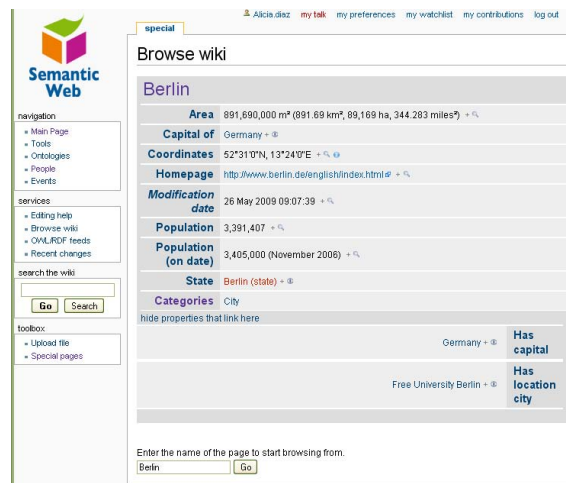 Alicia.diaz my talk my preferences my watchlist my contributions log out
special
Semantic
Web
Browse wiki
Berlin
Area 891,690,000 m² (891.69 km², 89,169 ha, 344.283 miles²) +
Capital of Germany +
Coordinates 52°31'0"N, 13°24'0"E +
Homepage http://www.berlin.de/english/index.html +
Modification
date 26 May 2009 09:07:39 +
Population 3,391,407 +
Population
(on date) 3,405,000 (November 2006) +
State Berlin (state) +
Categories City
hide properties that link here
Germany + Has
capital
Free University Berlin + Has
location
city
Enter the name of the page to start browsing from.
Berlin Go
navigation
Main Page
Tools
Ontologies
People
Events
services
Editing help
Browse wiki
OWL/RDF feeds
Recent changes
search the wiki
Go Search
toolbox
Upload file
Special pages